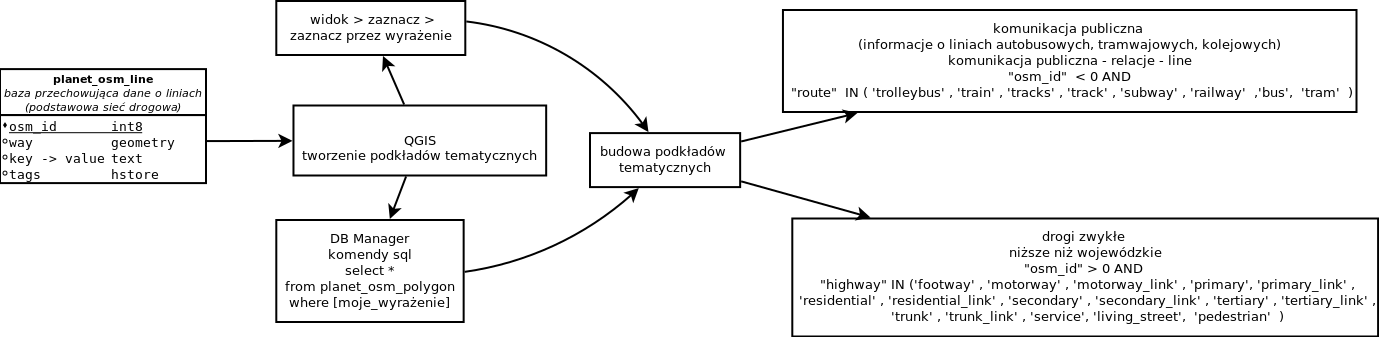 planet_osm_line
baza przechowująca dane o liniach
(podstawowa sieć drogowa)
osm_id int8
way geometry
key -> value text
tags hstore
widok > zaznacz >
zaznacz przez wyrażenie
QGIS
tworzenie podkładów tematycznych
DB Manager
komendy sql
select *
from planet_osm_polygon
where [moje_wyrażenie]
budowa podkładów
tematycznych
komunikacja publiczna
(informacje o liniach autobusowych, tramwajowych, kolejowych)
komunikacja publiczna - relacje - line
"osm_id"  < 0 AND
"route"  IN ( 'trolleybus' , 'train' , 'tracks' , 'track' , 'subway' , 'railway'  ,'bus',  'tram'  )
drogi zwykłe
niższe niż wojewódzkie
"osm_id" > 0 AND
"highway" IN ('footway' , 'motorway' , 'motorway_link' , 'primary', 'primary_link' ,
'residential' , 'residential_link' , 'secondary' , 'secondary_link' , 'tertiary' , 'tertiary_link' ,
'trunk' , 'trunk_link' , 'service', 'living_street',  'pedestrian'  )